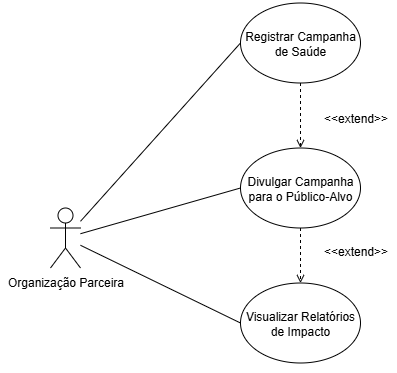 Registrar Campanha
de Saúde
<<extend>>
Divulgar Campanha
para o Público-Alvo
<<extend>>
Organização Parceira
Visualizar Relatórios
de Impacto